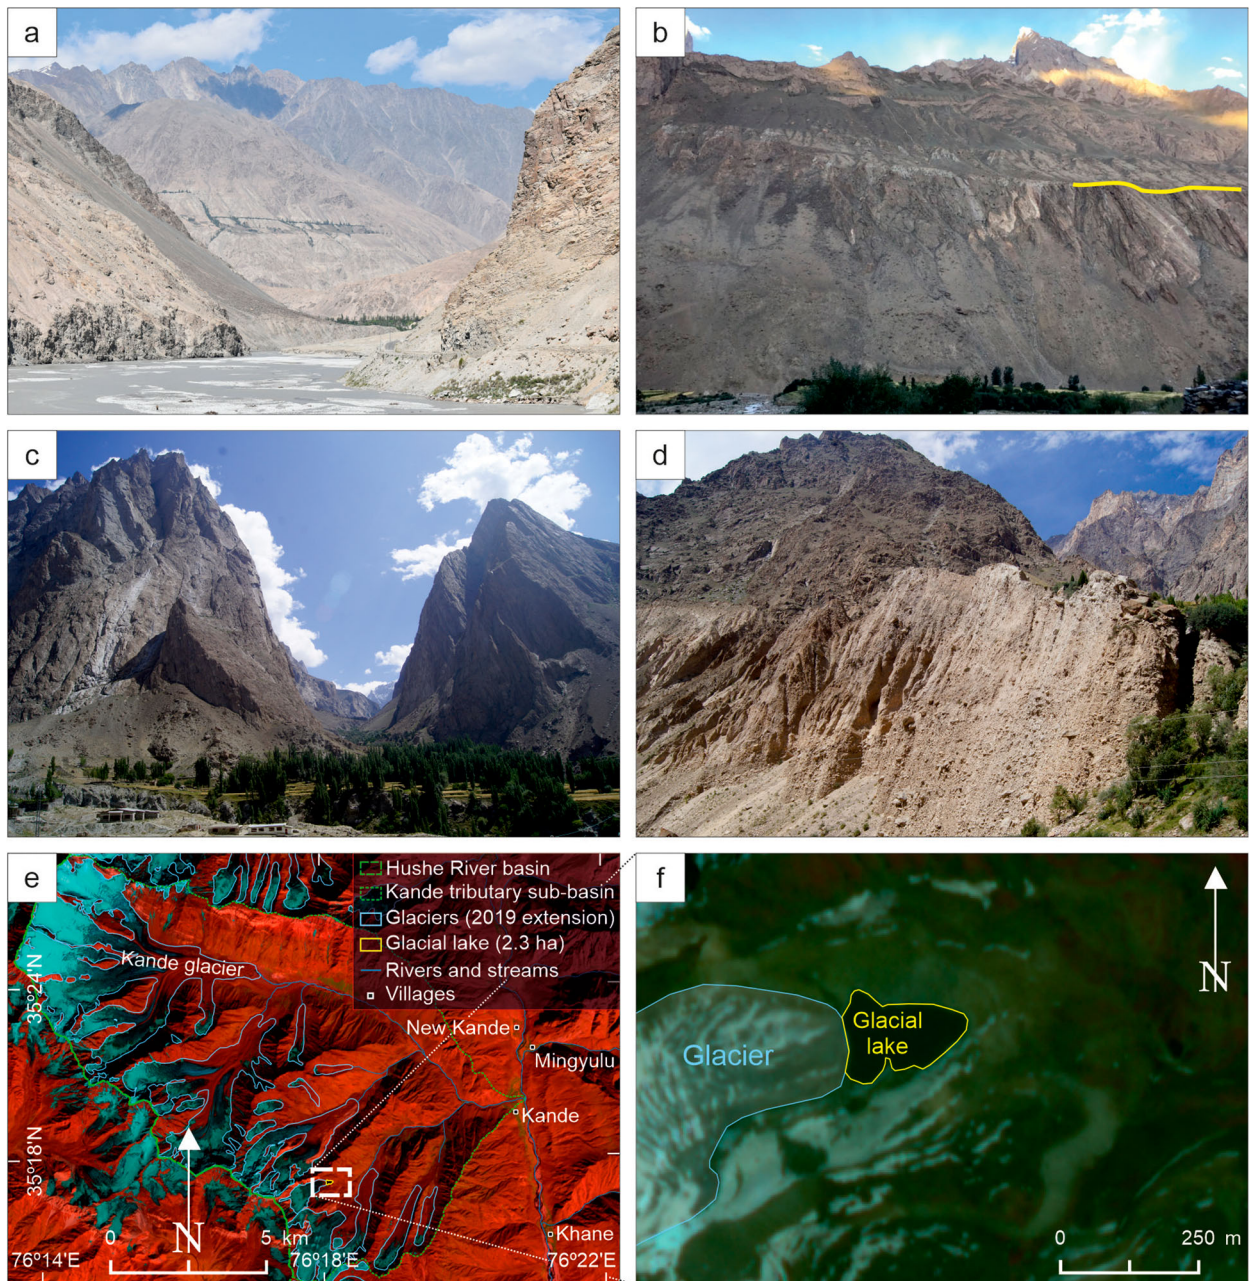 a
b
c
d
e
Hushe River basin
Kande tributary sub-basin
Glaciers (2019 extension)
Glacial lake (2.3 ha)
Rivers and streams
Villages
Kande glacier
New Kande
Mingyulu
Kande
Khane
35°24'N
35°18'N
N
0 5 km
76°14'E 76°18'E 76°22'E
f
N
Glacier
Glacial
lake
0 250 m